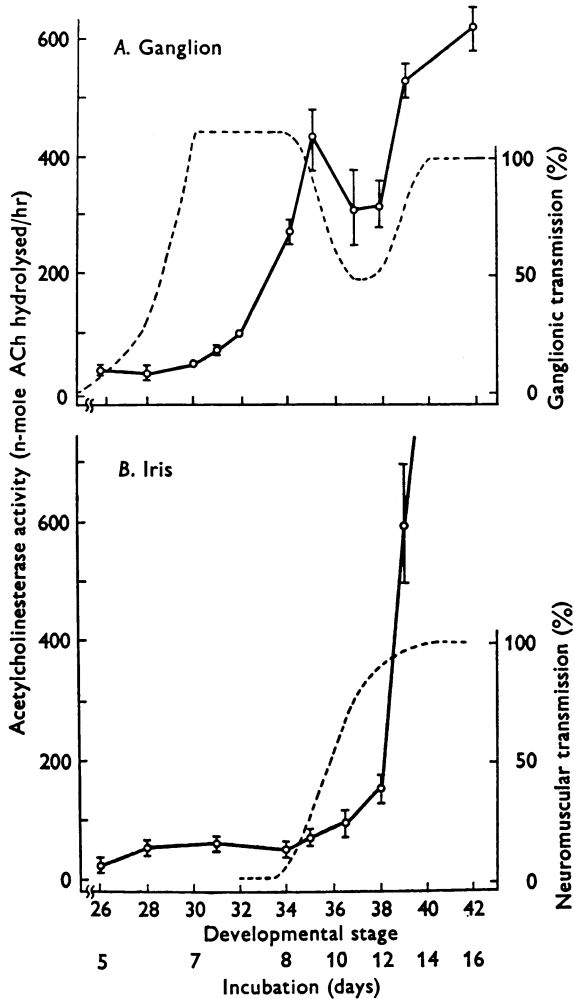 A. Ganglion
600
400
200
0
100
50
0
Ganglionic transmission (%)
Acetylcholinesterase activity (n-mole ACh hydrolysed/hr)
B. Iris
600
400
200
0
100
50
0
Neuromuscular transmission (%)
26 28 30 32 34 36 38 40 42
Developmental stage
5 7 8 10 12 14 16
Incubation (days)